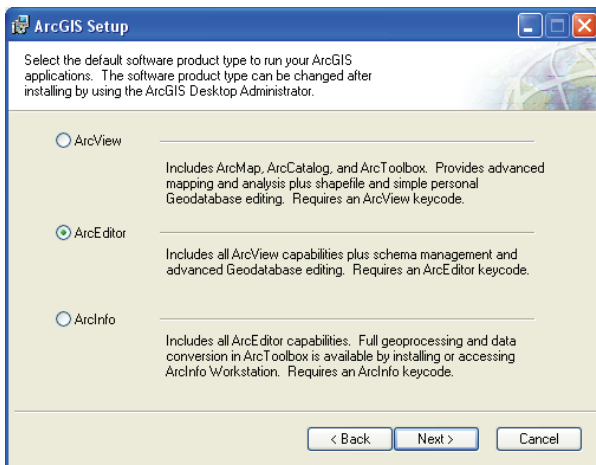 ArcGIS Setup
Select the default software product type to run your ArcGIS
applications. The software product type can be changed after
installing by using the ArcGIS Desktop Administrator.
ArcView
Includes ArcMap, ArcCatalog, and ArcToolbox. Provides advanced
mapping and analysis plus shapefile and simple personal
Geodatabase editing. Requires an ArcView keycode.
ArcEditor
Includes all ArcView capabilities plus schema management and
advanced Geodatabase editing. Requires an ArcEditor keycode.
ArcInfo
Includes all ArcEditor capabilities. Full geoprocessing and data
conversion in ArcToolbox is available by installing or accessing
ArcInfo Workstation. Requires an ArcInfo keycode.
< Back Next > Cancel